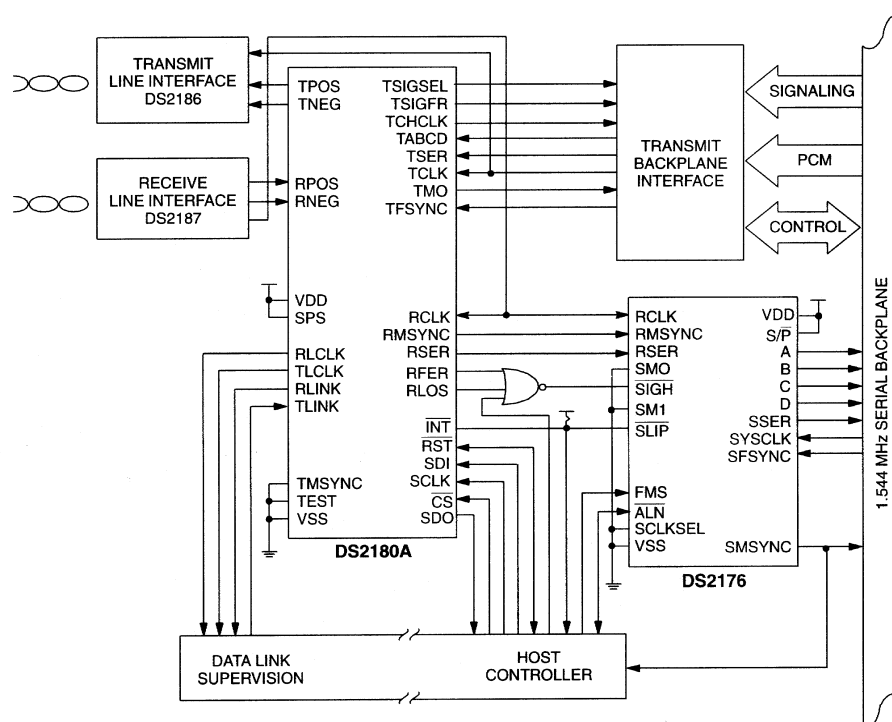 TRANSMIT
LINE INTERFACE
DS2186
RECEIVE
LINE INTERFACE
DS2187
TPOS
TNEG
RPOS
RNEG
VDD
SPS
RLCLK
TLCLK
RLINK
TLINK
TMSYNC
TEST
VSS
TSIGSEL
TSIGFR
TCHCLK
TABCD
TSER
TCLK
TMO
TFSYNC
RCLK
RMSYNC
RSER
RFER
RLOS
INT
RST
SDI
SCLK
CS
SDO
DS2180A
TRANSMIT
BACKPLANE
INTERFACE
SIGNALING
PCM
CONTROL
RCLK
RMSYNC
RSER
SMO
SIGH
SM1
SLIP
FMS
ALN
SCLKSEL
VSS
VDD
S/P
A
B
C
D
SSER
SYSCLK
SFSYNC
SMSYNC
DS2176
1.544 MHz SERIAL BACKPLANE
DATA LINK
SUPERVISION
HOST
CONTROLLER